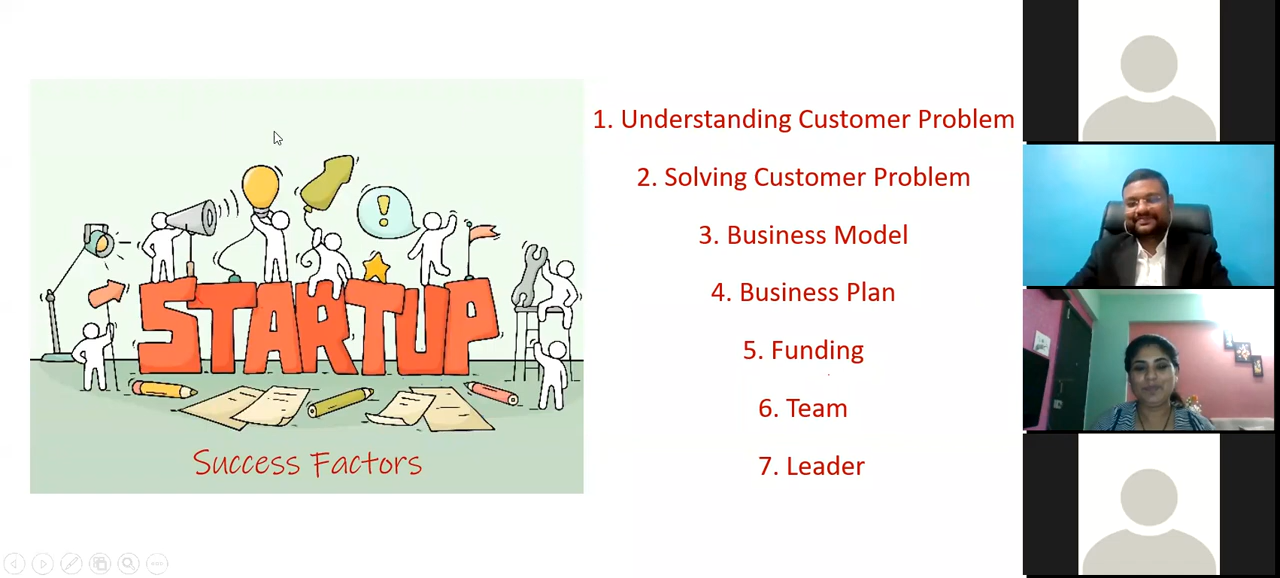 STARTUP
Success Factors
1. Understanding Customer Problem
2. Solving Customer Problem
3. Business Model
4. Business Plan
5. Funding
6. Team
7. Leader